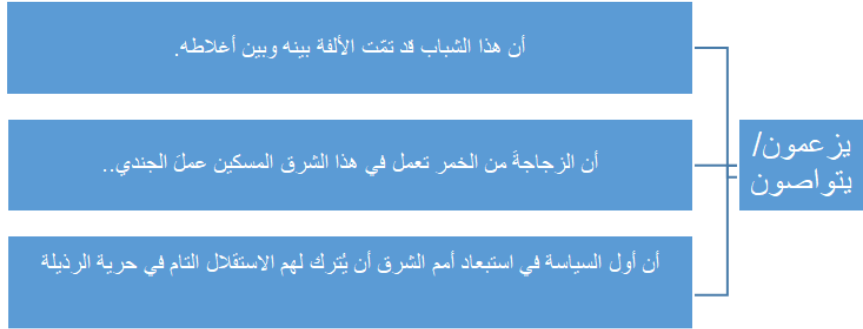 يزعمون/
يتواصون
أن هذا الشباب قد تمّت الألفة بينه وبين أغلاطه.
أن الزجاجةَ من الخمر تعمل في هذا الشرق المسكين عملَ الجندي..
أن أول السياسة في استبعاد أمم الشرق أن يُترك لهم الاستقلال التام في حرية الرذيلة